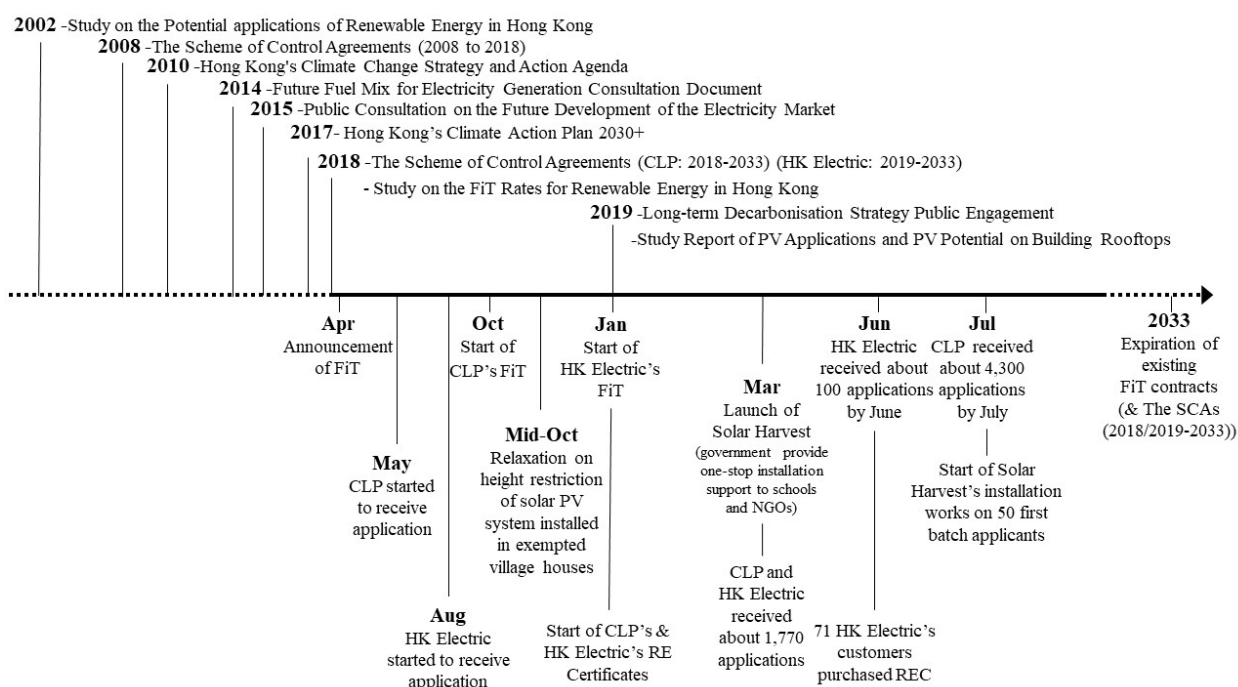 2002 -Study on the Potential applications of Renewable Energy in Hong Kong
2008 -The Scheme of Control Agreements (2008 to 2018)
2010 -Hong Kong's Climate Change Strategy and Action Agenda
2014 -Future Fuel Mix for Electricity Generation Consultation Document
2015 -Public Consultation on the Future Development of the Electricity Market
2017- Hong Kong's Climate Action Plan 2030+
2018 -The Scheme of Control Agreements (CLP: 2018-2033) (HK Electric: 2019-2033)
- Study on the FiT Rates for Renewable Energy in Hong Kong
2019 -Long-term Decarbonisation Strategy Public Engagement
-Study Report of PV Applications and PV Potential on Building Rooftops
Apr
Announcement
of FiT
May
CLP started
to receive
application
Aug
HK Electric
started to receive
application
Oct
Start of
CLP's FiT
Mid-Oct
Relaxation on
height restriction
of solar PV
system installed
in exempted
village houses
Jan
Start of
HK Electric's
FiT
Start of CLP's &
HK Electric's RE
Certificates
Mar
Launch of
Solar Harvest
(government provide
one-stop installation
support to schools
and NGOs)
CLP and
HK Electric
received
about 1,770
applications
Jun
HK Electric
received about
100 applications
by June
71 HK Electric's
customers
purchased REC
Jul
CLP received
about 4,300
applications
by July
Start of Solar
Harvest's installation
works on 50 first
batch applicants
2033
Expiration of
existing
FiT contracts
(& The SCAs
(2018/2019-2033))